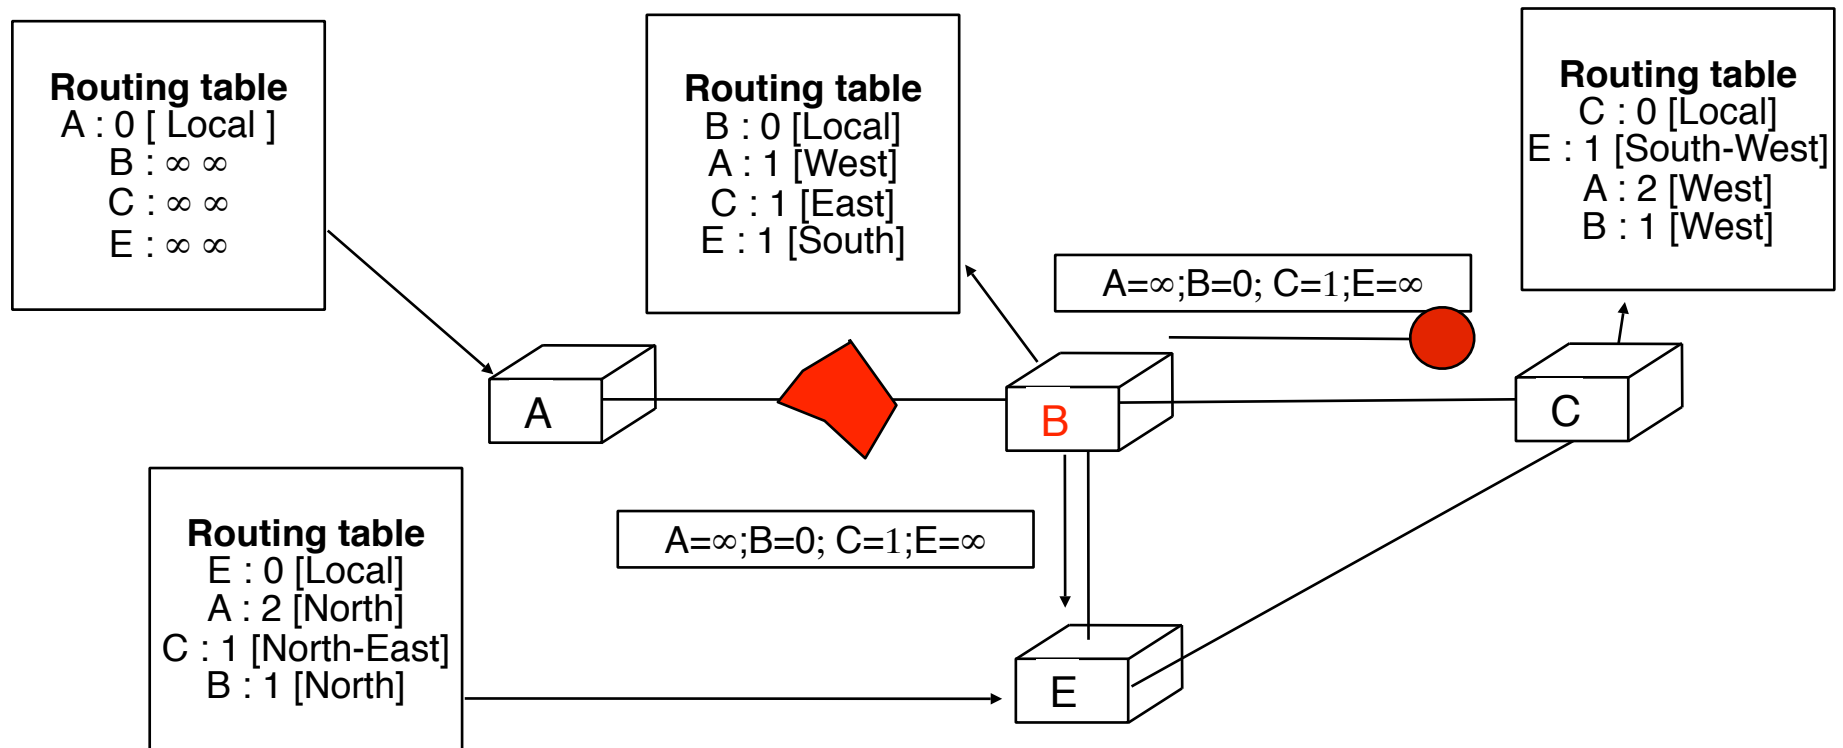 Routing table
A : 0 [ Local ]
B : ∞ ∞
C : ∞ ∞
E : ∞ ∞
Routing table
B : 0 [Local]
A : 1 [West]
C : 1 [East]
E : 1 [South]
Routing table
C : 0 [Local]
E : 1 [South-West]
A : 2 [West]
B : 1 [West]
A=∞;B=0; C=1;E=∞
A
B
C
Routing table
E : 0 [Local]
A : 2 [North]
C : 1 [North-East]
B : 1 [North]
A=∞;B=0; C=1;E=∞
E